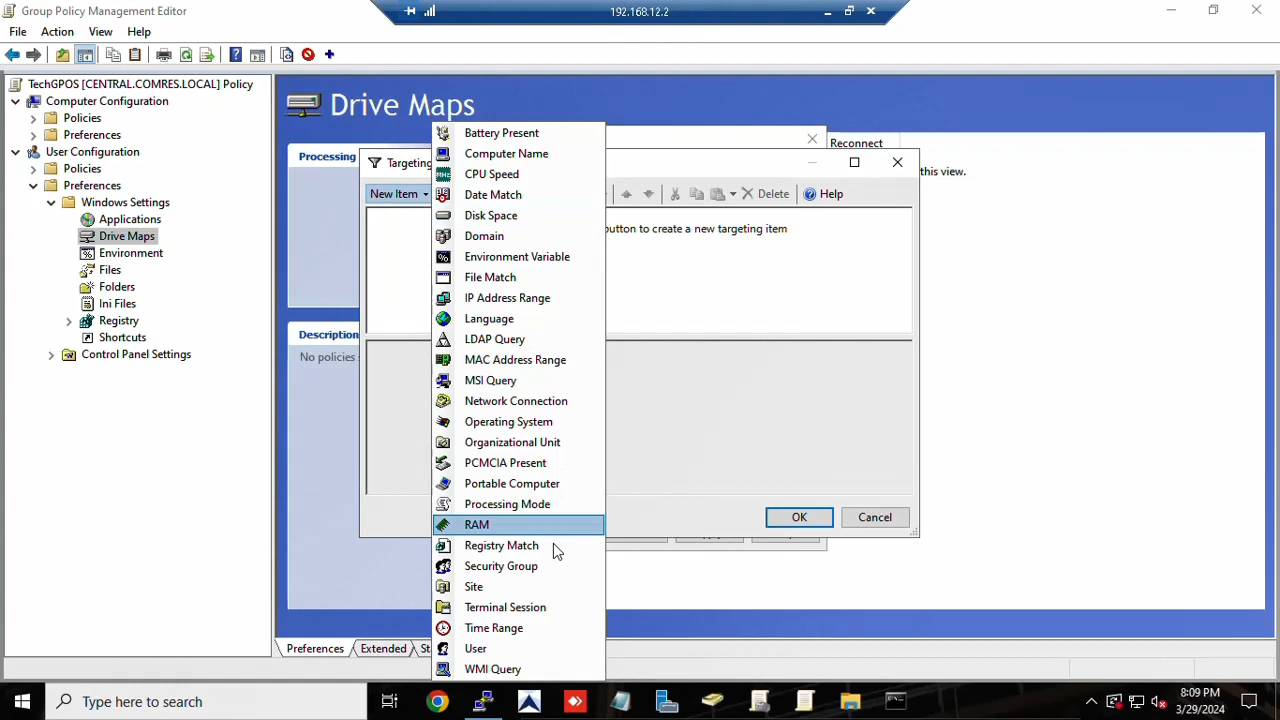 Group Policy Management Editor
192.168.12.2
File Action View Help
TechGPOS [CENTRAL.COMRES.LOCAL] Policy
Computer Configuration
Policies
Preferences
User Configuration
Policies
Preferences
Windows Settings
Applications
Drive Maps
Environment
Files
Folders
Ini Files
Registry
Shortcuts
Control Panel Settings
Drive Maps
Processing
Reconnect
this view.
Description
No policies
Targeting
New Item
Delete
Help
button to create a new targeting item
OK
Cancel
Battery Present
Computer Name
CPU Speed
Date Match
Disk Space
Domain
Environment Variable
File Match
IP Address Range
Language
LDAP Query
MAC Address Range
MSI Query
Network Connection
Operating System
Organizational Unit
PCMCIA Present
Portable Computer
Processing Mode
RAM
Registry Match
Security Group
Site
Terminal Session
Time Range
User
WMI Query
Preferences
Extended
Type here to search
8:09 PM
3/29/2024